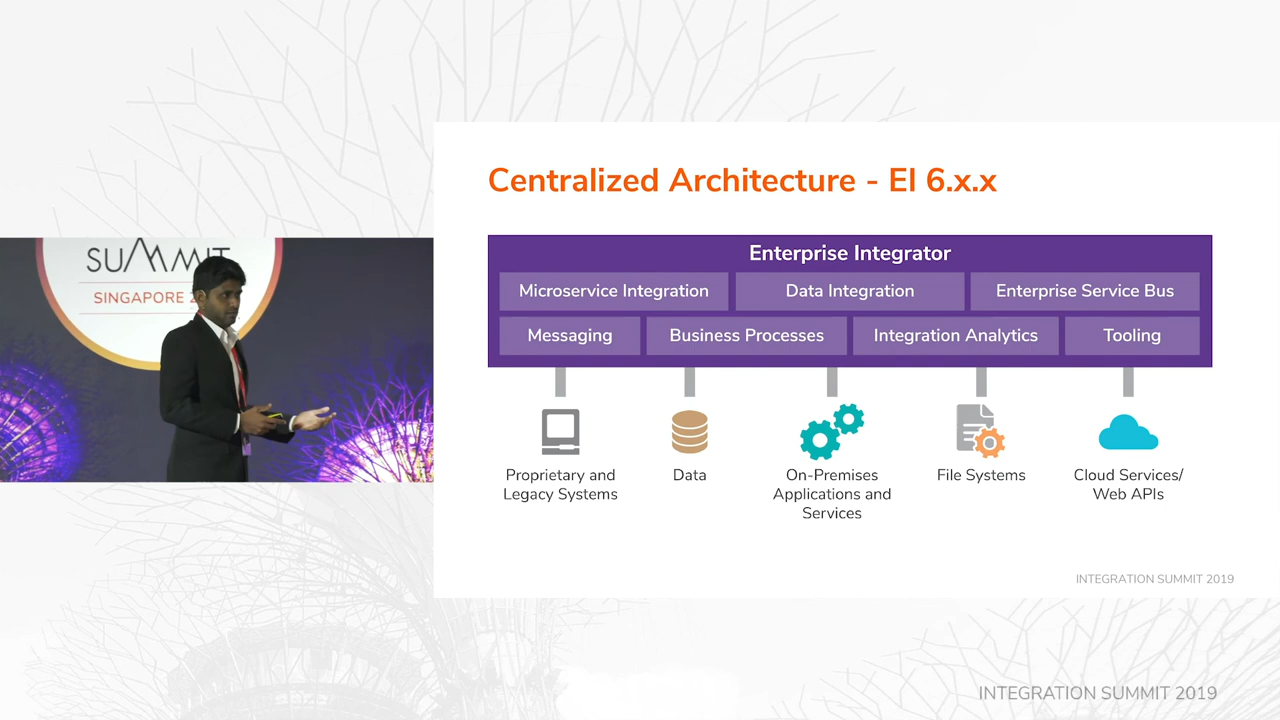 SUMMIT
SINGAPORE
Centralized Architecture - EI 6.x.x
Enterprise Integrator
Microservice Integration
Data Integration
Enterprise Service Bus
Messaging
Business Processes
Integration Analytics
Tooling
Proprietary and
Legacy Systems
Data
On-Premises
Applications and
Services
File Systems
Cloud Services/
Web APIs
INTEGRATION SUMMIT 2019
INTEGRATION SUMMIT 2019